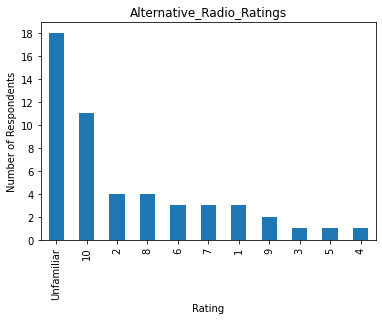 Alternative_Radio_Ratings
Number of Respondents
18
16
14
12
10
8
6
4
2
0
Unfamiliar 10 2 8 6 7 1 9 3 5 4
Rating